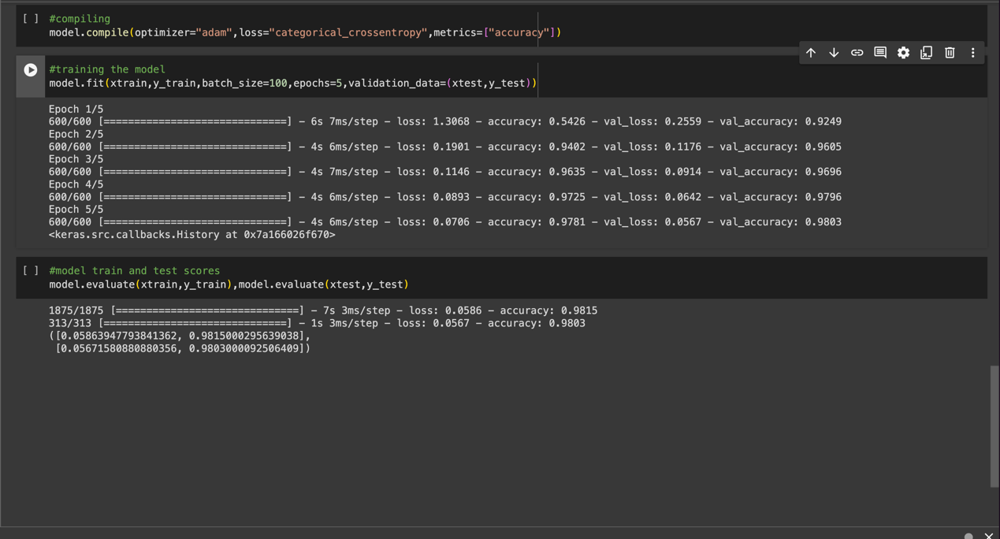 [ ] #compiling
model.compile(optimizer="adam",loss="categorical_crossentropy",metrics=["accuracy"])
#training the model
model.fit(xtrain,y_train,batch_size=100,epochs=5,validation_data=(xtest,y_test))
Epoch 1/5
600/600 [==============================] - 6s 7ms/step - loss: 1.3068 - accuracy: 0.5426 - val_loss: 0.2559 - val_accuracy: 0.9249
Epoch 2/5
600/600 [==============================] - 4s 6ms/step - loss: 0.1901 - accuracy: 0.9402 - val_loss: 0.1176 - val_accuracy: 0.9605
Epoch 3/5
600/600 [==============================] - 4s 7ms/step - loss: 0.1146 - accuracy: 0.9635 - val_loss: 0.0914 - val_accuracy: 0.9696
Epoch 4/5
600/600 [==============================] - 4s 6ms/step - loss: 0.0893 - accuracy: 0.9725 - val_loss: 0.0642 - val_accuracy: 0.9796
Epoch 5/5
600/600 [==============================] - 4s 6ms/step - loss: 0.0706 - accuracy: 0.9781 - val_loss: 0.0567 - val_accuracy: 0.9803
<keras.src.callbacks.History at 0x7a166026f670>
[ ] #model train and test scores
model.evaluate(xtrain,y_train),model.evaluate(xtest,y_test)
1875/1875 [==============================] - 7s 3ms/step - loss: 0.0586 - accuracy: 0.9815
313/313 [==============================] - 1s 3ms/step - loss: 0.0567 - accuracy: 0.9803
([0.05863947793841362, 0.9815000295639038],
[0.05671580880880356, 0.9803000092506409])